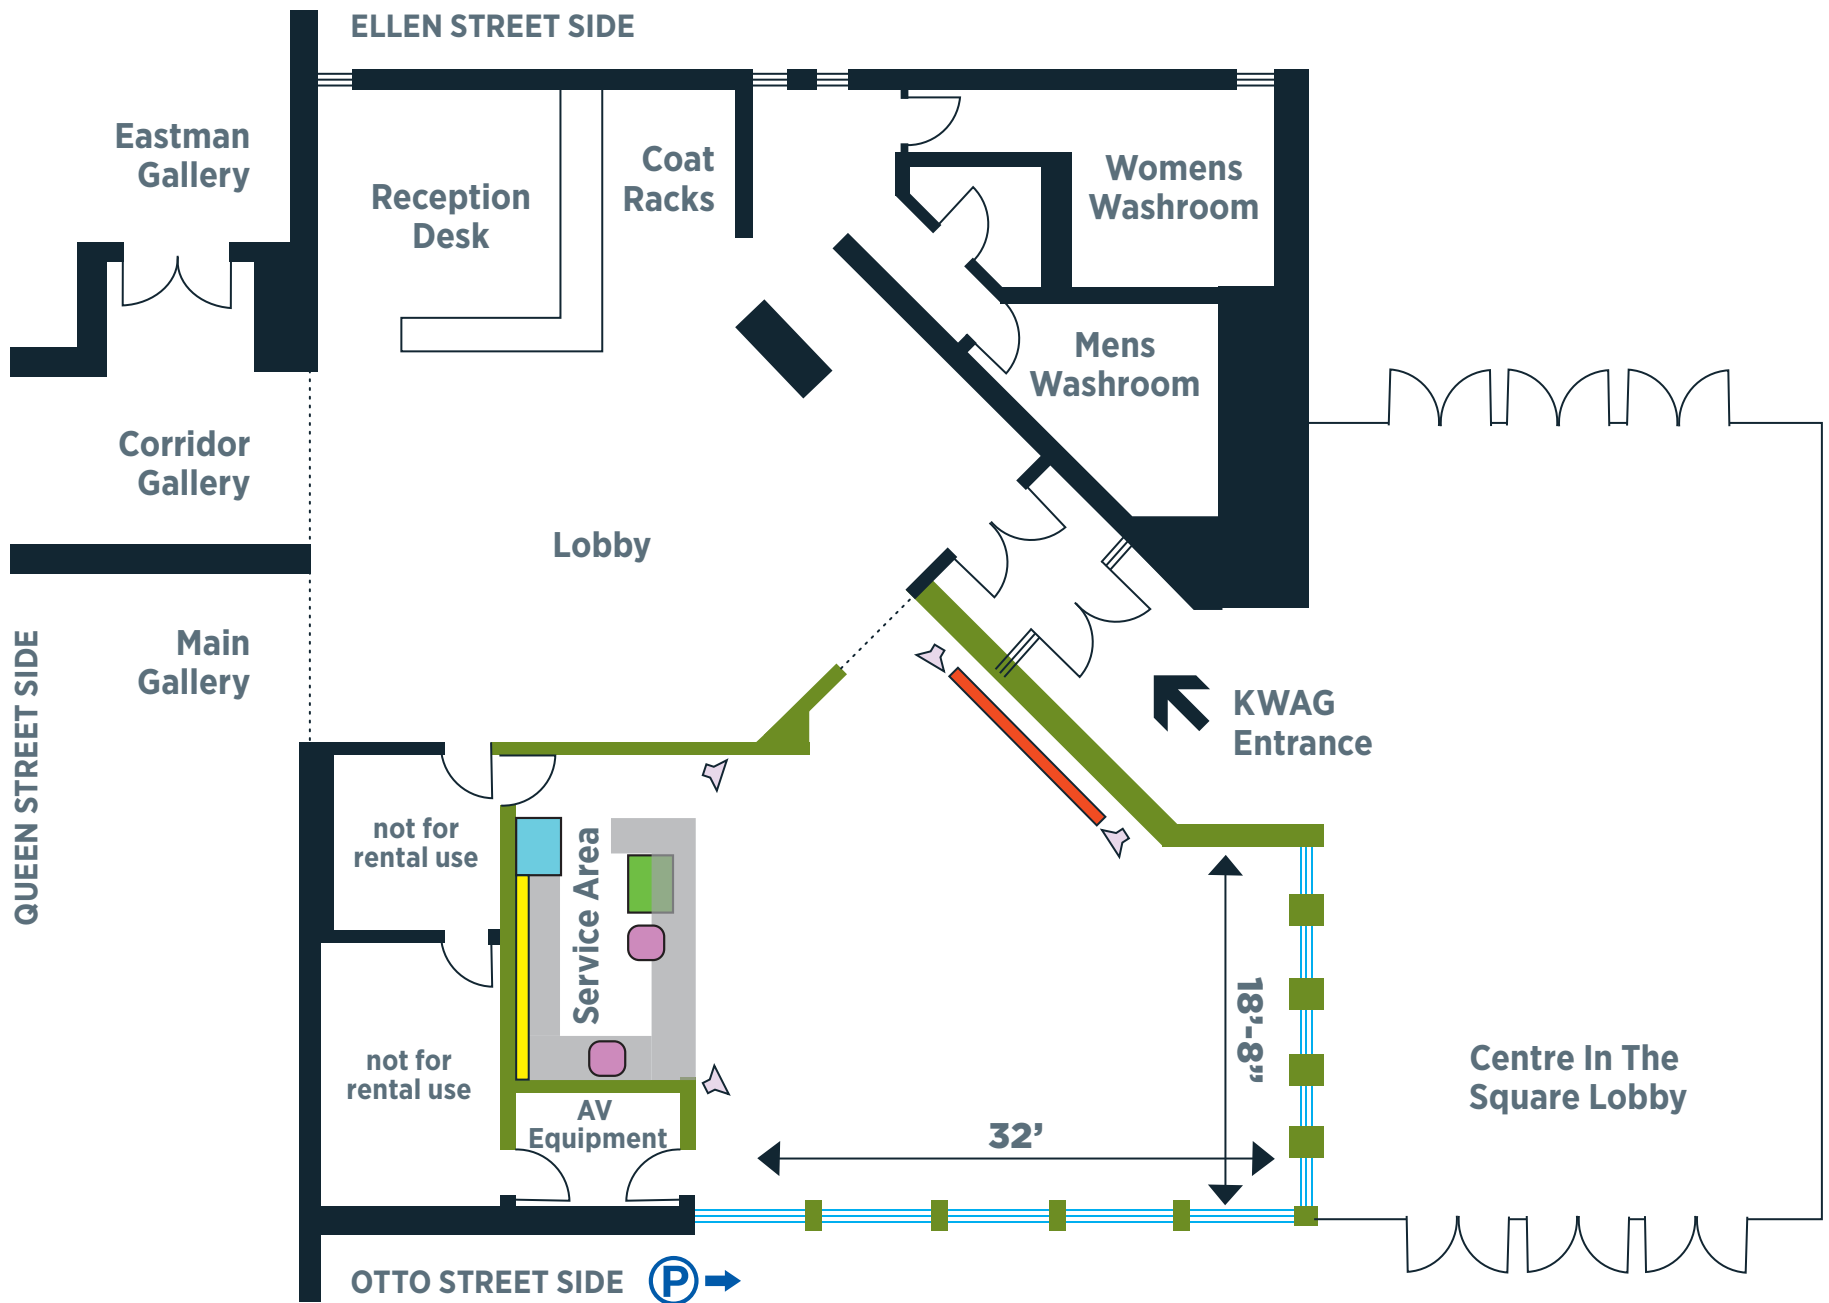 ELLEN STREET SIDE
Eastman
Gallery
Reception
Desk
Coat
Racks
Womens
Washroom
Mens
Washroom
Corridor
Gallery
Lobby
Main
Gallery
QUEEN STREET SIDE
KWAG
Entrance
not for
rental use
Service Area
not for
rental use
AV
Equipment
32’
18’-8”
Centre In The
Square Lobby
OTTO STREET SIDE
P